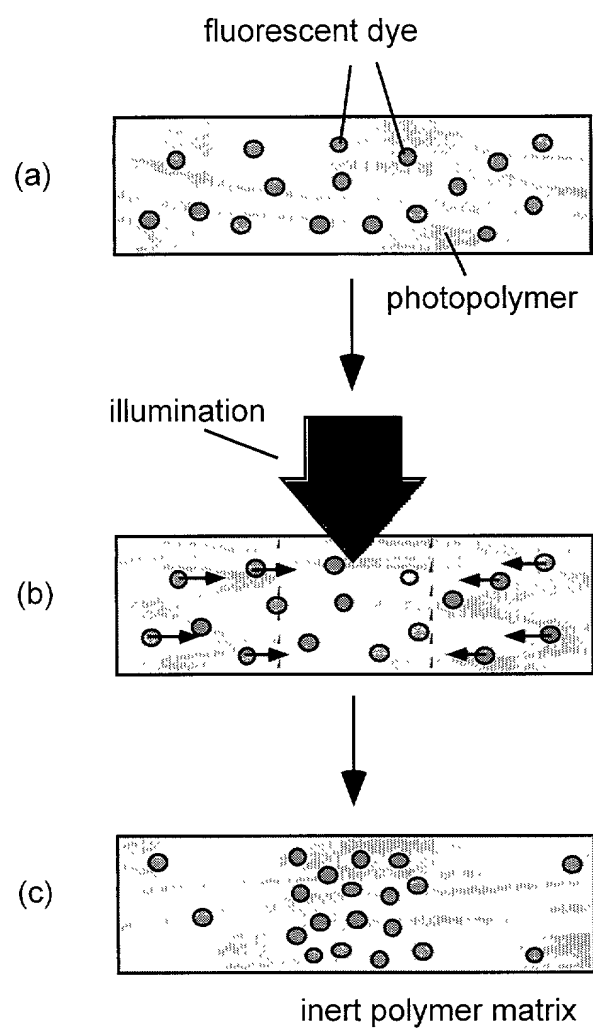 fluorescent dye
(a)
photopolymer
illumination
(b)
(c)
inert polymer matrix